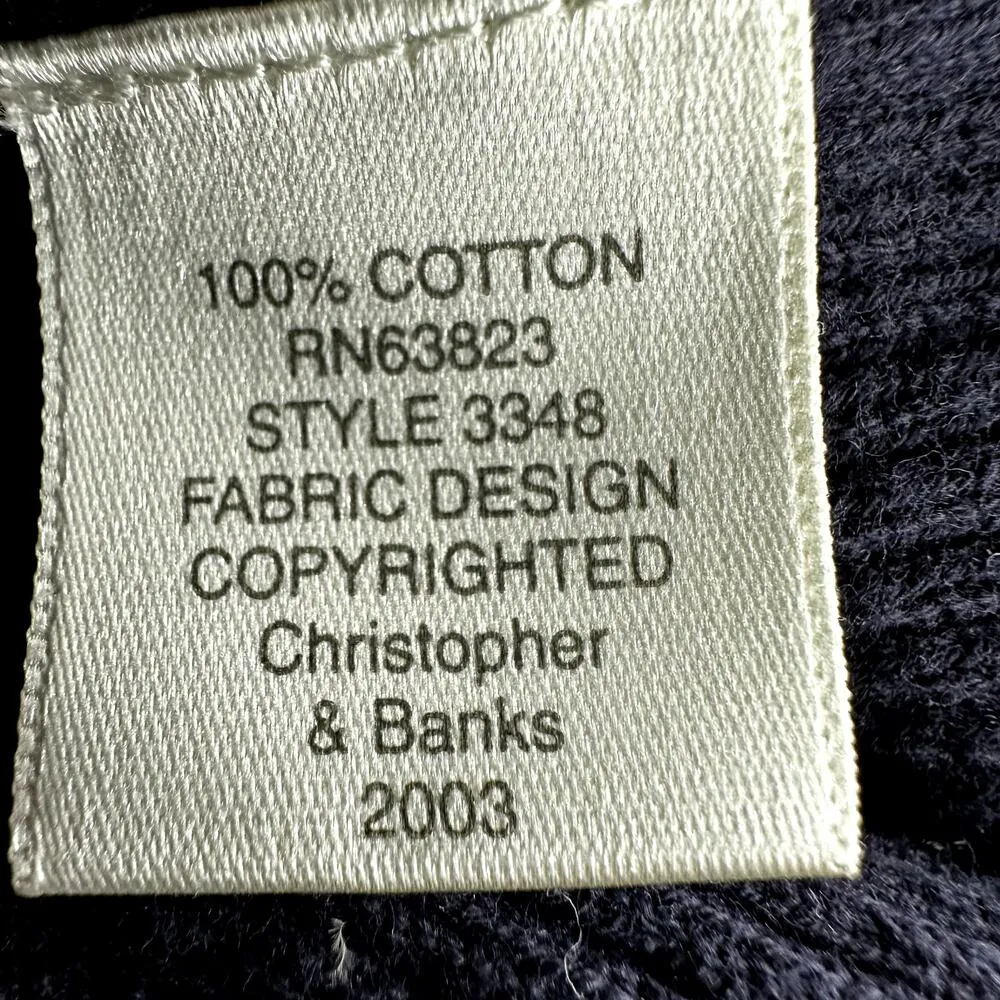 100% COTTON
RN63823
STYLE 3348
FABRIC DESIGN
COPYRIGHTED
Christopher
& Banks
2003